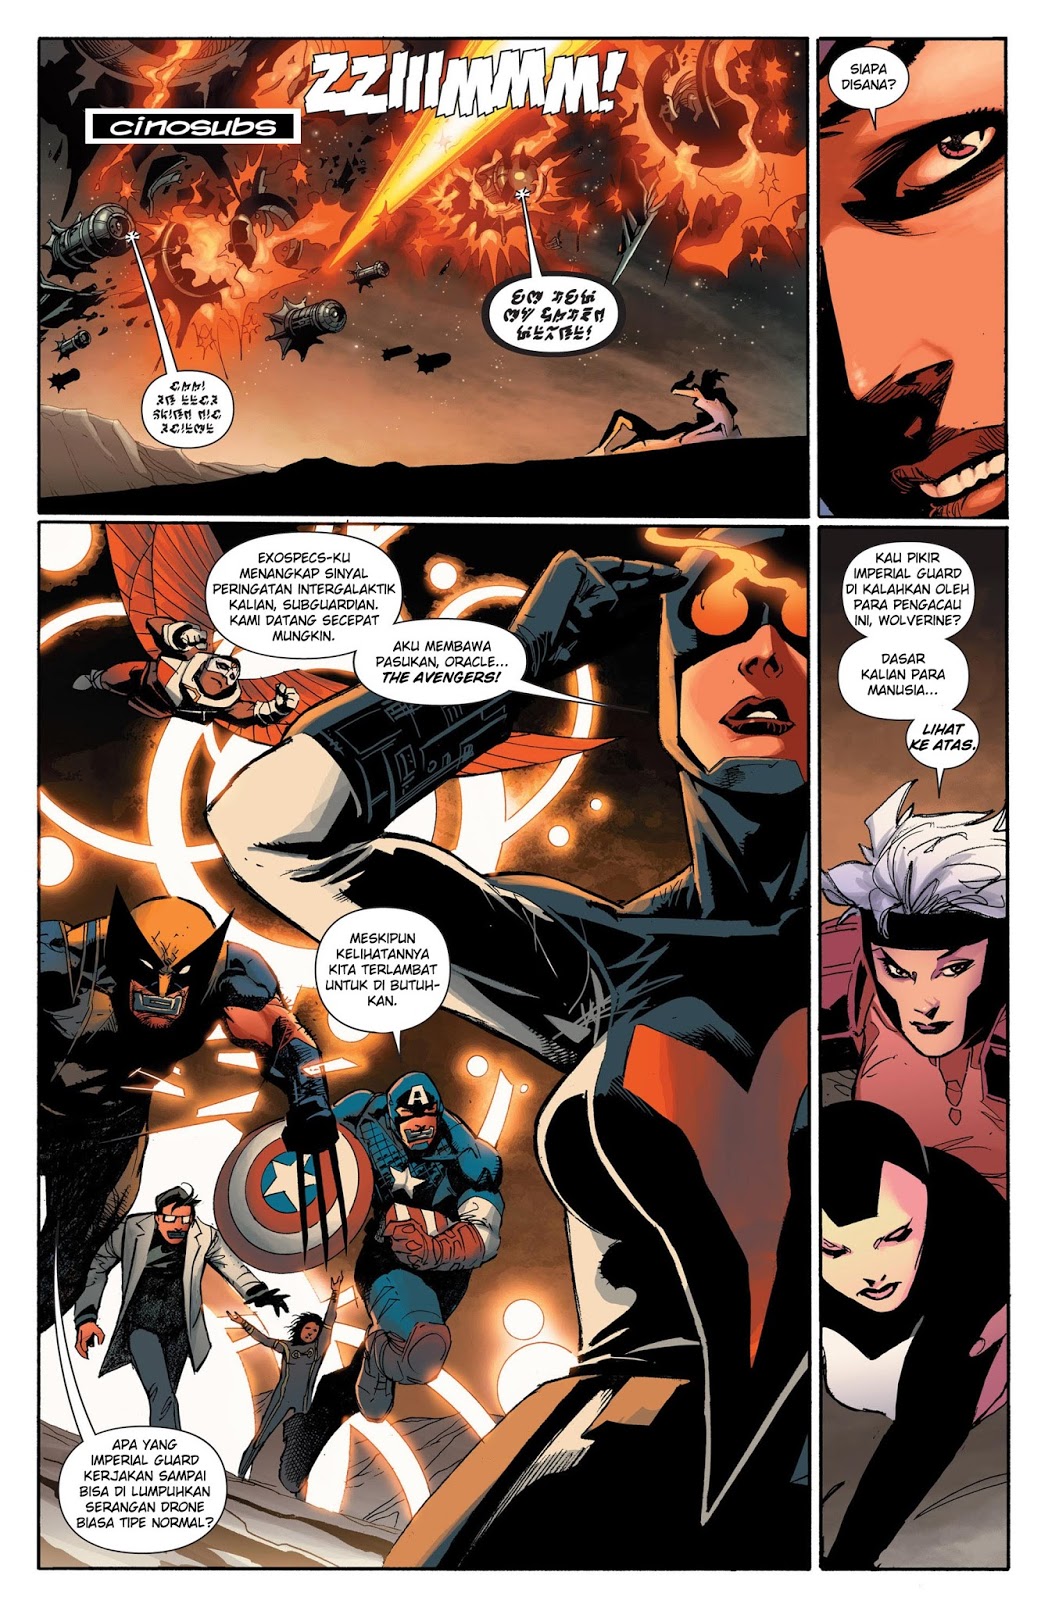 ZZIIIMMM!
CINOSUBS
SIAPA
DISANA?
EXOSPECS-KU
MENANGKAP SINYAL
PERINGATAN INTERGALAKTIK
KALIAN, SUBGUARDIAN.
KAMI DATANG SECEPAT
MUNGKIN.
AKU MEMBAWA
PASUKAN, ORACLE...
THE AVENGERS!
MESKIPUN
KELIHATANNYA
KITA TERLAMBAT
UNTUK DI BUTUH-
KAN.
A
APA YANG
IMPERIAL GUARD
KERJAKAN SAMPAI
BISA DI LUMPUHKAN
SERANGAN DRONE
BIASA TIPE NORMAL?
KAU PIKIR
IMPERIAL GUARD
DI KALAHKAN OLEH
PARA PENGACAU
INI, WOLVERINE?
DASAR
KALIAN PARA
MANUSIA...
LIHAT
KE ATAS.